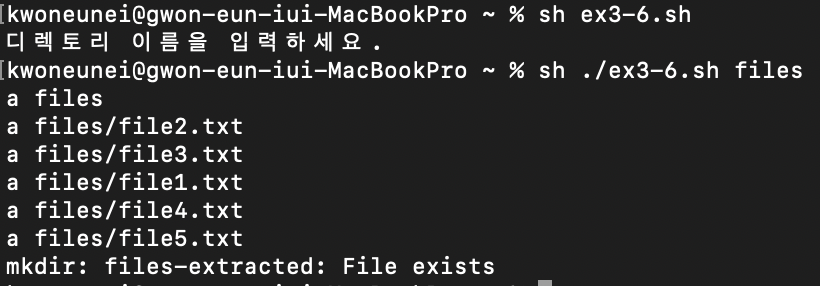 [kwoneunei@gwon-eun-iui-MacBookPro ~ % sh ex3-6.sh
디렉토리 이름을 입력하세요.
[kwoneunei@gwon-eun-iui-MacBookPro ~ % sh ./ex3-6.sh files
a files
a files/file2.txt
a files/file3.txt
a files/file1.txt
a files/file4.txt
a files/file5.txt
mkdir: files-extracted: File exists